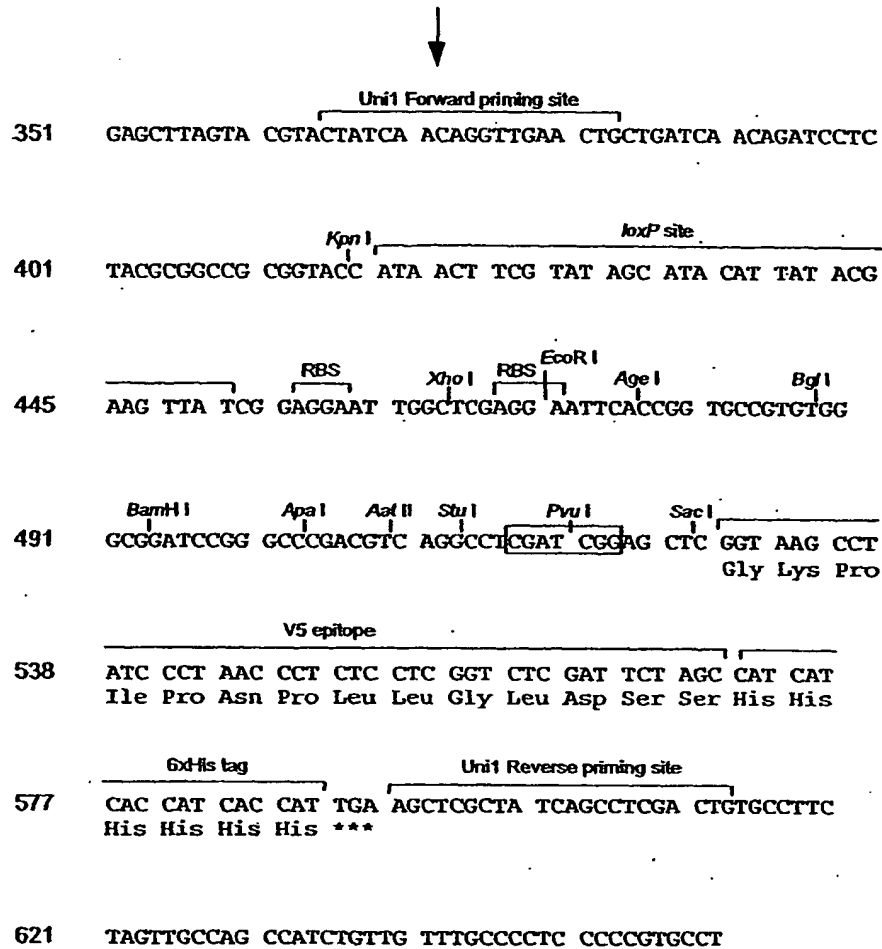 Uni1 Forward priming site
351 GAGCTTAGTA CGTACTATCAA ACAGGTTGAA CTGCTGATCAA ACAGATCCTC
Kpn I loxP site
401 TACGCGGCCG CGGTACC ATA ACT TCG TAT AGC ATA CAT TAT ACG
RBS Xho I RBS EcoR I Age I Bgl I
445 AAG TTA TCGG GAGGAAT TGGCTCGAGG AATTCACCGG TGCCGTGTGG
BamH I Apa I Aat II Stu I Pvu I Sac I
491 GCGGATCCGG GCCCGACGTC AGGCCTCGAT CGGAG CTC GGT AAG CCT
Gly Lys Pro
V5 epitope
538 ATC CCT AAC CCT CTC CTC GGT CTC GAT TCT AGC CAT CAT
Ile Pro Asn Pro Leu Leu Gly Leu Asp Ser Ser His His
6xHis tag Uni1 Reverse priming site
577 CAC CAT CAC CAT TGA AGCTCGCTA TCAGCCTCGA CTGTGCCTTC
His His His His ***
621 TAGTTGCCAG CCATCTGTTG TTTGCCCCTC CCCCGTGCCT